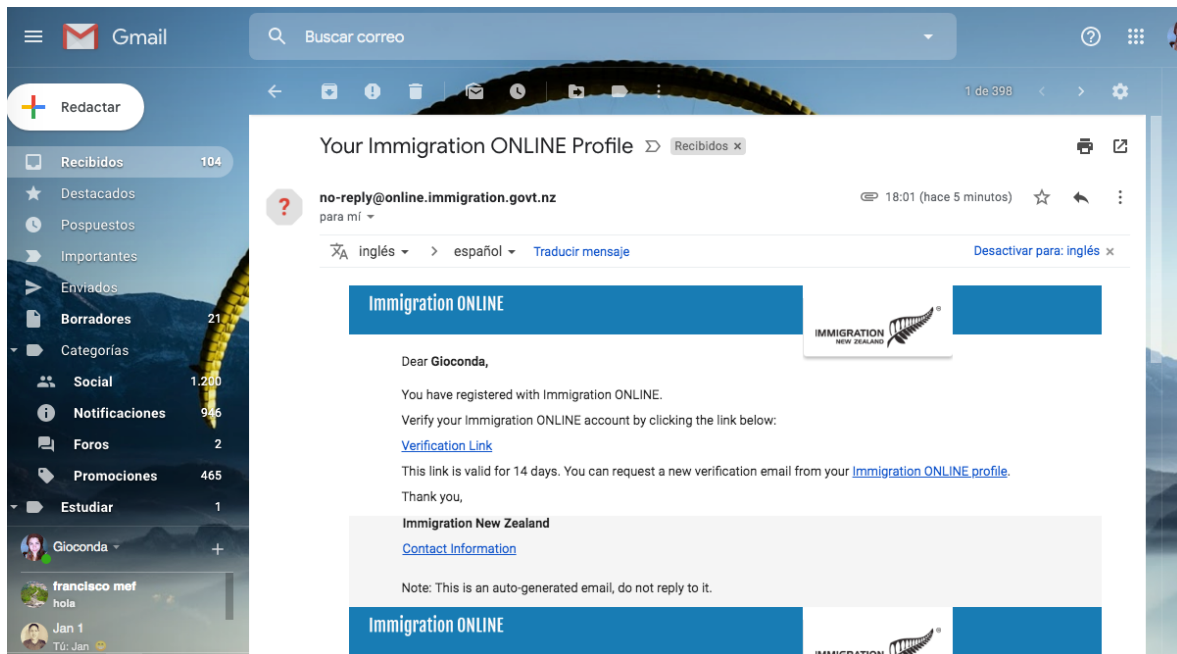 Gmail
Buscar correo
Redactar
1 de 398
Recibidos 104
Destacados
Pospuestos
Importantes
Enviados
Borradores 21
Categorías
Social 1.200
Notificaciones 946
Foros 2
Promociones 465
Estudiar 1
Gioconda
francisco mef
hola
Jan 1
Tú: Jan
Your Immigration ONLINE Profile Recibidos ×
no-reply@online.immigration.govt.nz 18:01 (hace 5 minutos)
para mí
inglés > español Traducir mensaje Desactivar para: inglés ×
Immigration ONLINE
IMMIGRATION
NEW ZEALAND
®
Dear Gioconda,
You have registered with Immigration ONLINE.
Verify your Immigration ONLINE account by clicking the link below:
Verification Link
This link is valid for 14 days. You can request a new verification email from your Immigration ONLINE profile.
Thank you,
Immigration New Zealand
Contact Information
Note: This is an auto-generated email, do not reply to it.
Immigration ONLINE
IMMIGRATION
®